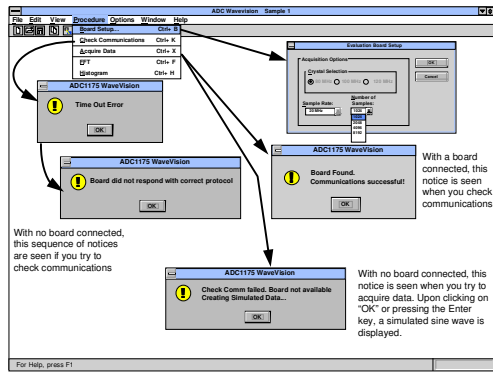 ADC Wavevision Sample 1
File Edit View Procedure Options Window Help
Board Setup... Ctrl+ B
Check Communications Ctrl+ K
Acquire Data Ctrl+ X
FFT Ctrl+ F
Histogram Ctrl+ H
Evaluation Board Setup
Acquisition Options
Crystal Selection
OK
Cancel
Sample Rate:
Number of
Samples:
20MHz
2048
4096
8192
ADC1175 WaveVision
Time Out Error
OK
ADC1175 WaveVision
Board did not respond with correct protocol
OK
ADC1175 WaveVision
Board Found.
Communications successful!
OK
With a board
connected, this
notice is seen
when you check
communications
With no board connected,
this sequence of notices
are seen if you try to
check communications
ADC1175 WaveVision
Check Comm failed. Board not available
Creating Simulated Data...
OK
With no board connected, this
notice is seen when you try to
acquire data. Upon clicking on
“OK” or pressing the Enter
key, a simulated sine wave is
displayed.
For Help, press F1